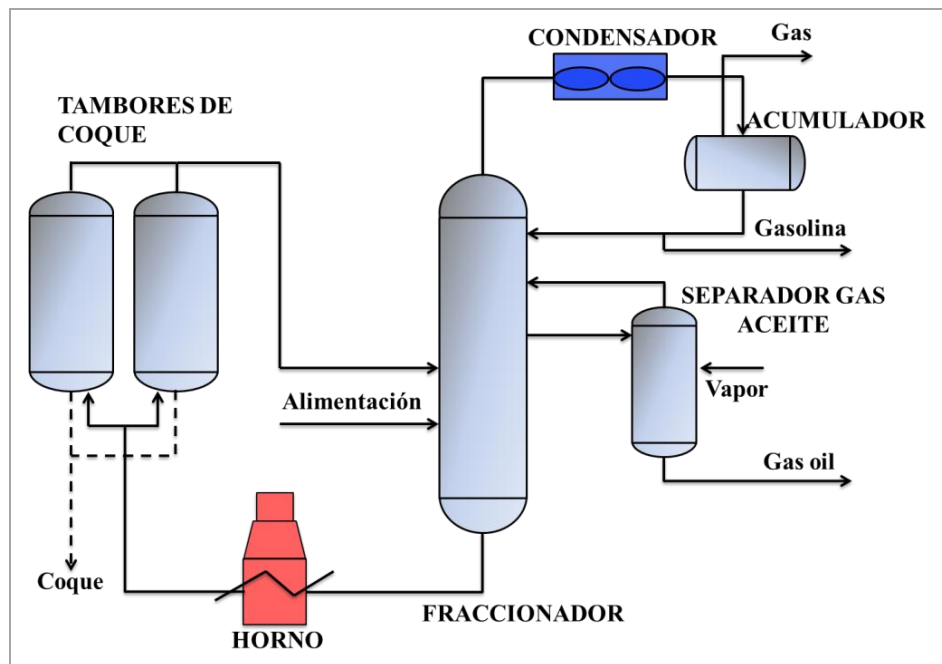 Gas
CONDENSADOR
TAMBORES DE
COQUE
ACUMULADOR
Gasolina
SEPARADOR GAS
ACEITE
Vapor
Alimentación
Gas oil
Coque
FRACCIONADOR
HORNO